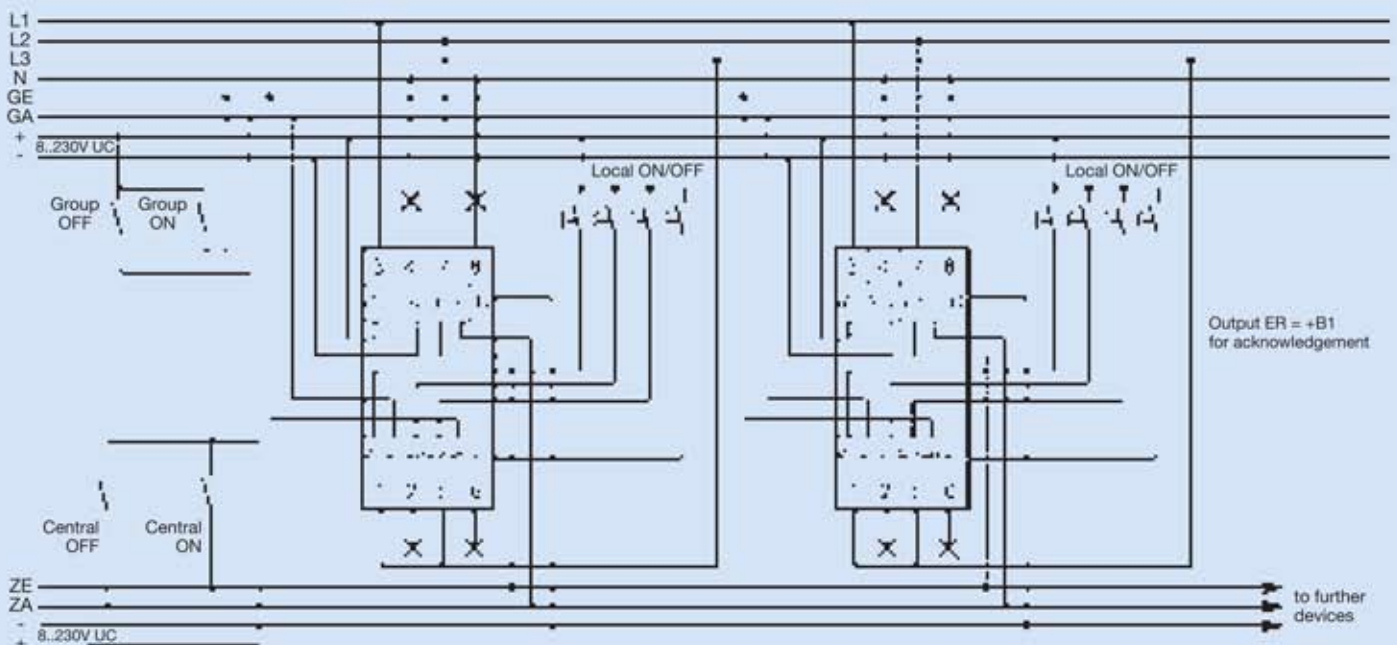 L1
L2
L3
N
GE
GA
+
8..230V UC
-
Local ON/OFF
Local ON/OFF
Group OFF
Group ON
Output ER = +B1
for acknowledgement
Central OFF
Central ON
ZE
ZA
-
8..230V UC
+
to further
devices